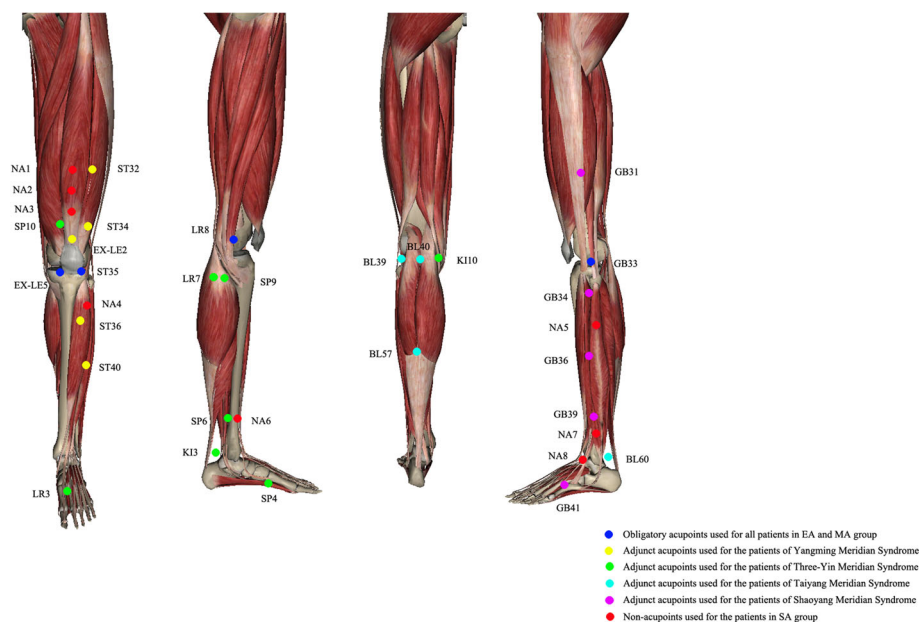 NA1
ST32
NA2
NA3
SP10
ST34
EX-LE2
ST35
EX-LE5
NA4
ST36
ST40
LR3
LR8
LR7
SP9
SP6
NA6
KI3
SP4
BL40
BL39
KI10
BL57
GB31
GB33
GB34
NA5
GB36
GB39
NA7
NA8
BL60
GB41
Obligatory acupoints used for all patients in EA and MA group
Adjunct acupoints used for the patients of Yangming Meridian Syndrome
Adjunct acupoints used for the patients of Three-Yin Meridian Syndrome
Adjunct acupoints used for the patients of Taiyang Meridian Syndrome
Adjunct acupoints used for the patients of Shaoyang Meridian Syndrome
Non-acupoints used for the patients in SA group